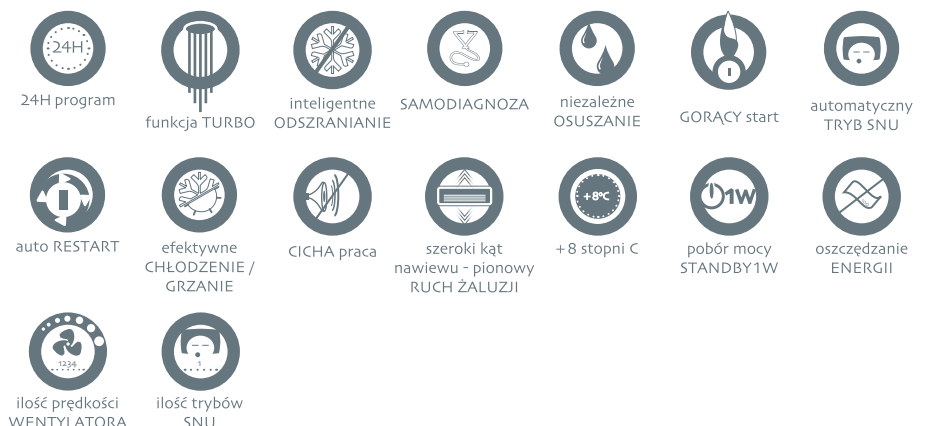 24H
24H program
funkcja TURBO
inteligentne
ODSZRANIANIE
SAMODIAGNOZA
niezależne
OSUSZANIE
GORĄCY start
automatyczny
TRYB SNU
auto RESTART
efektywne
CHŁODZENIE /
GRZANIE
CICHA praca
szeroki kąt
nawiewu - pionowy
RUCH ŻALUZJI
+8°C
+8 stopni C
1W
pobór mocy
STANDBY1W
oszczędzanie
ENERGII
1234
ilość prędkości
WENTYLATORA
1
ilość trybów
SNU